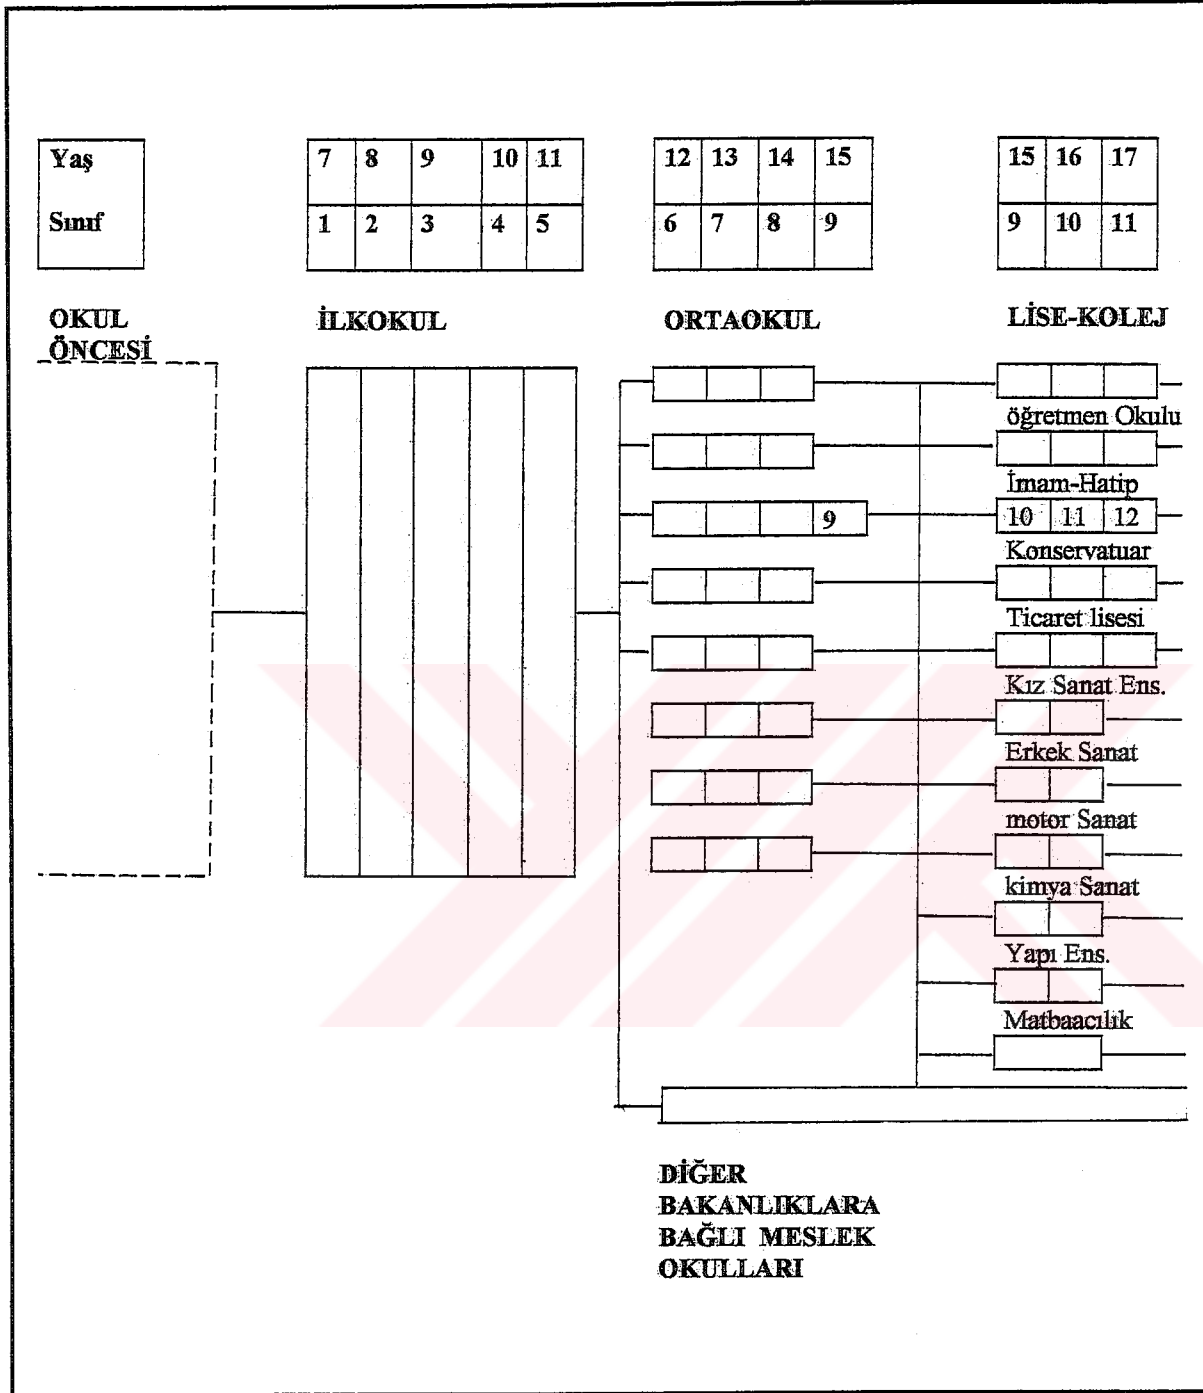 Yaş 7 8 9 10 11 12 13 14 15 15 16 17
Sınıf 1 2 3 4 5 6 7 8 9 9 10 11
OKUL
ÖNCESİ
İLKOKUL
ORTAOKUL
LİSE-KOLEJ
öğretmen Okulu
İmam-Hatip
9 10 11 12
Konservatuar
Ticaret lisesi
Kız Sanat Ens.
Erkek Sanat
motor Sanat
kimya Sanat
Yapı Ens.
Matbaacılik
DİĞER
BAKANLIKLARA
BAĞLI MESLEK
OKULLARI